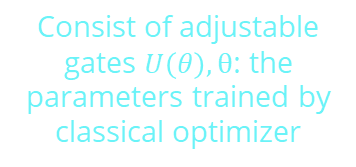 Consist of adjustable
gates U(θ), θ: the
parameters trained by
classical optimizer